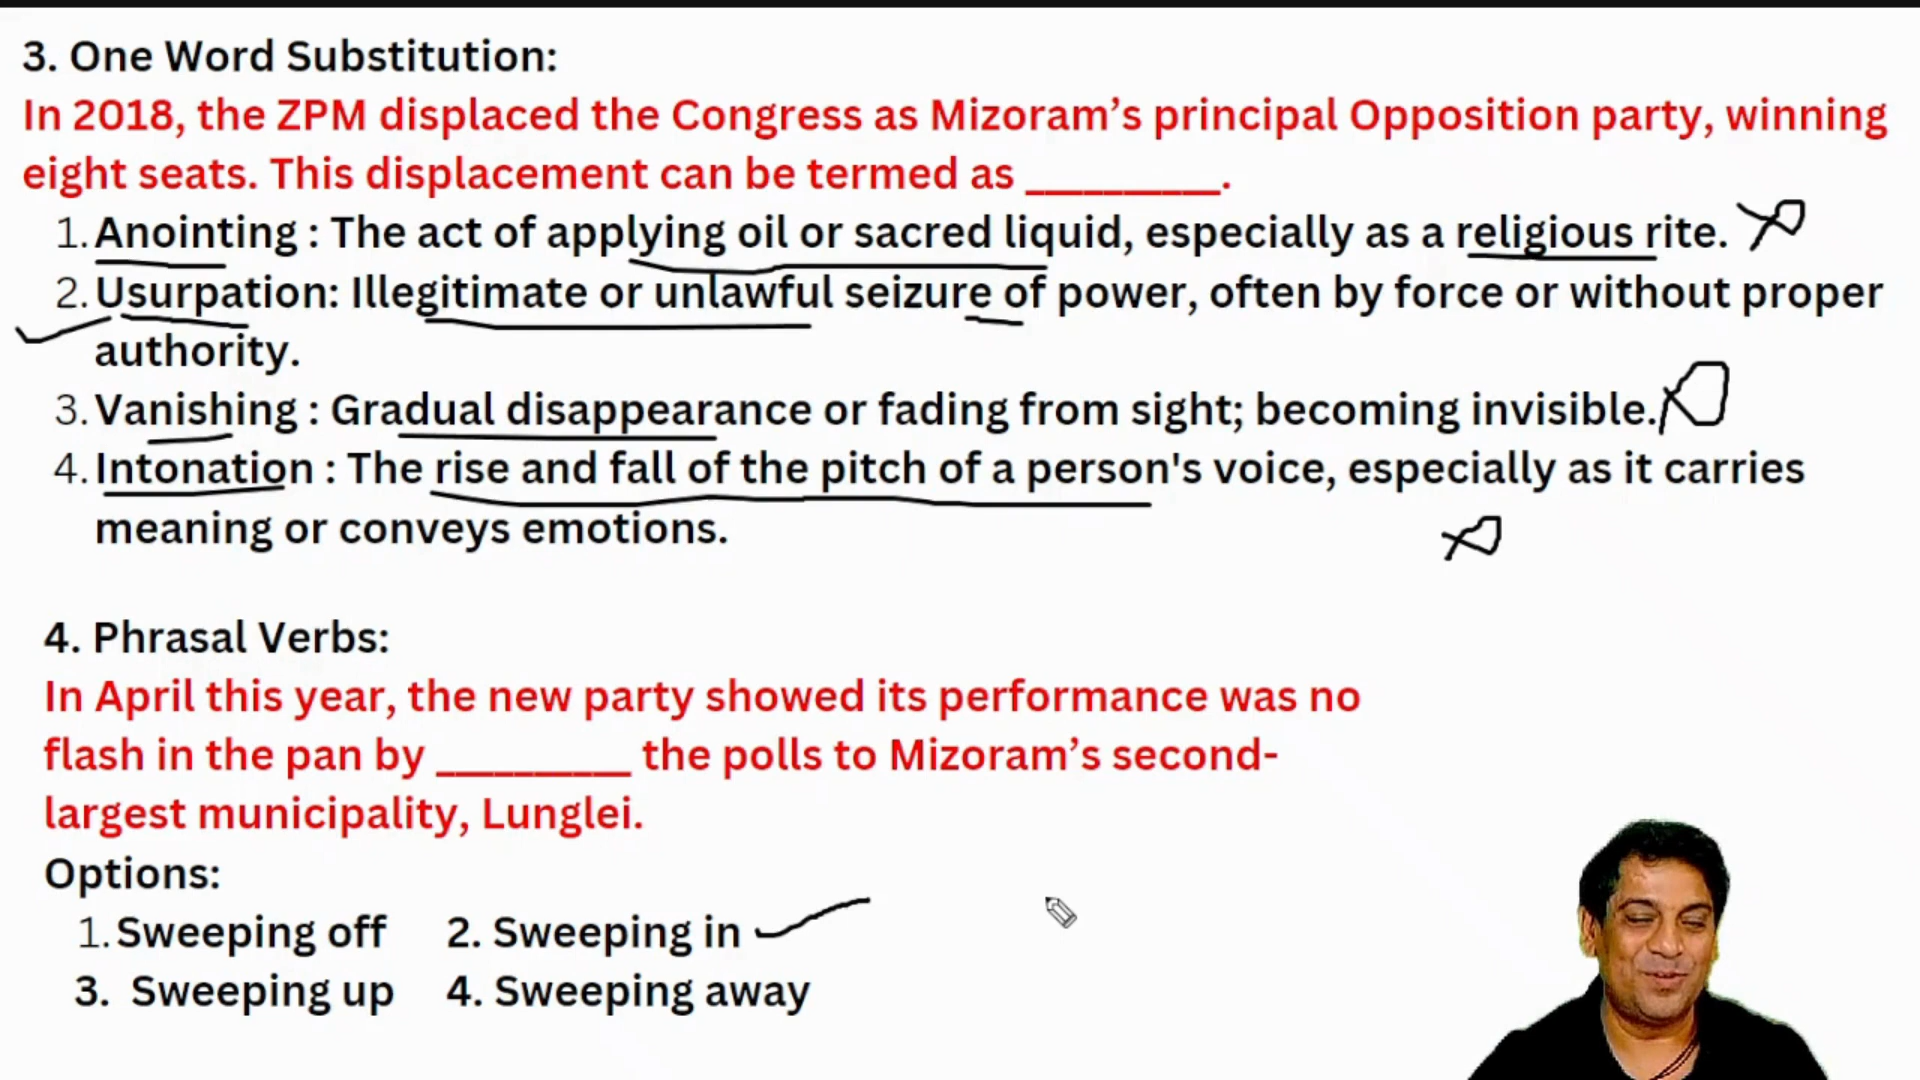 3. One Word Substitution:
In 2018, the ZPM displaced the Congress as Mizoram’s principal Opposition party, winning
eight seats. This displacement can be termed as _________.
1. Anointing : The act of applying oil or sacred liquid, especially as a religious rite.
2. Usurpation: Illegitimate or unlawful seizure of power, often by force or without proper
authority.
3. Vanishing : Gradual disappearance or fading from sight; becoming invisible.
4. Intonation : The rise and fall of the pitch of a person's voice, especially as it carries
meaning or conveys emotions.
4. Phrasal Verbs:
In April this year, the new party showed its performance was no
flash in the pan by _________ the polls to Mizoram’s second-
largest municipality, Lunglei.
Options:
1. Sweeping off 2. Sweeping in
3. Sweeping up 4. Sweeping away